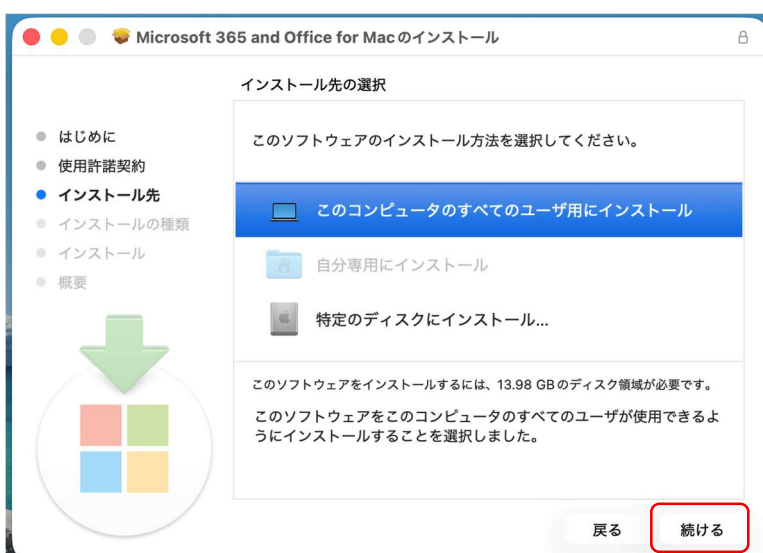 Microsoft 365 and Office for Macのインストール
インストール先の選択
はじめに
使用許諾契約
インストール先
インストールの種類
インストール
概要
このソフトウェアのインストール方法を選択してください。
このコンピュータのすべてのユーザ用にインストール
自分専用にインストール
特定のディスクにインストール...
このソフトウェアをインストールするには、13.98 GBのディスク領域が必要です。
このソフトウェアをこのコンピュータのすべてのユーザが使用できるよ
うにインストールすることを選択しました。
戻る
続ける